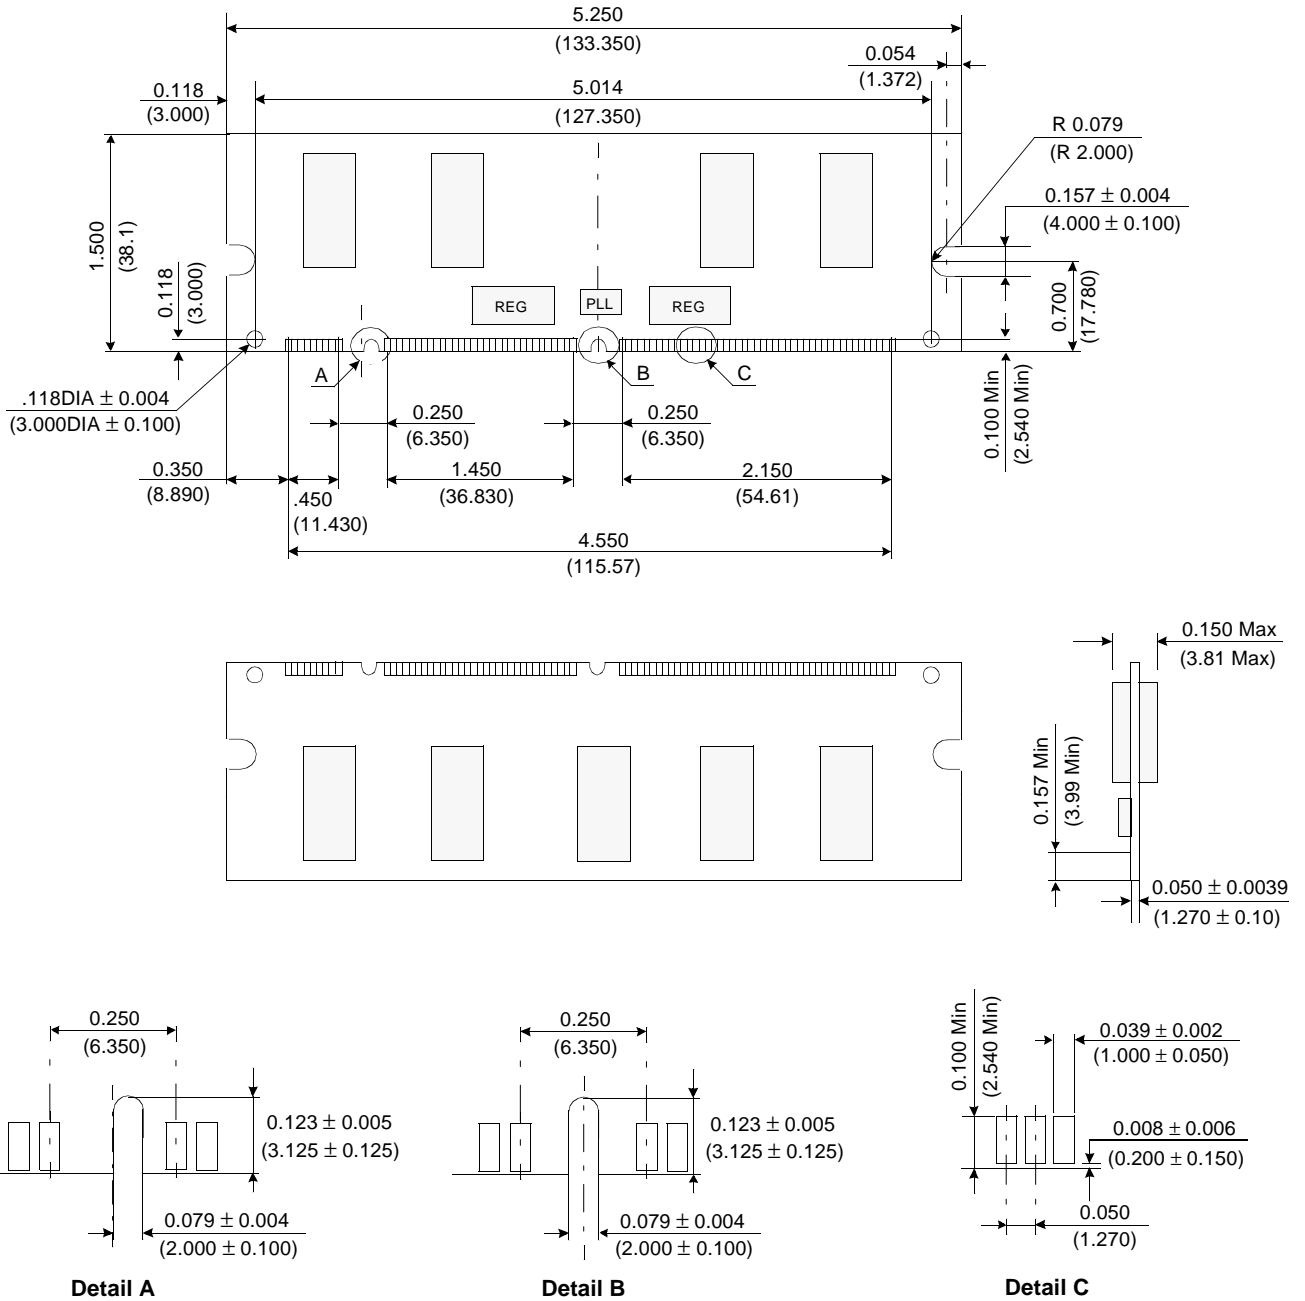 5.250
(133.350)
0.054
(1.372)
0.118
(3.000)
5.014
(127.350)
R 0.079
(R 2.000)
0.157 ± 0.004
(4.000 ± 0.100)
1.500
(38.1)
0.118
(3.000)
REG
PLL
REG
0.700
(17.780)
A
B
C
.118DIA ± 0.004
(3.000DIA ± 0.100)
0.250
(6.350)
0.250
(6.350)
0.100 Min
(2.540 Min)
0.350
(8.890)
.450
(11.430)
1.450
(36.830)
2.150
(54.61)
4.550
(115.57)
0.150 Max
(3.81 Max)
0.157 Min
(3.99 Min)
0.050 ± 0.0039
(1.270 ± 0.10)
0.250
(6.350)
0.123 ± 0.005
(3.125 ± 0.125)
0.079 ± 0.004
(2.000 ± 0.100)
Detail A
0.250
(6.350)
0.123 ± 0.005
(3.125 ± 0.125)
0.079 ± 0.004
(2.000 ± 0.100)
Detail B
0.100 Min
(2.540 Min)
0.039 ± 0.002
(1.000 ± 0.050)
0.008 ± 0.006
(0.200 ± 0.150)
0.050
(1.270)
Detail C